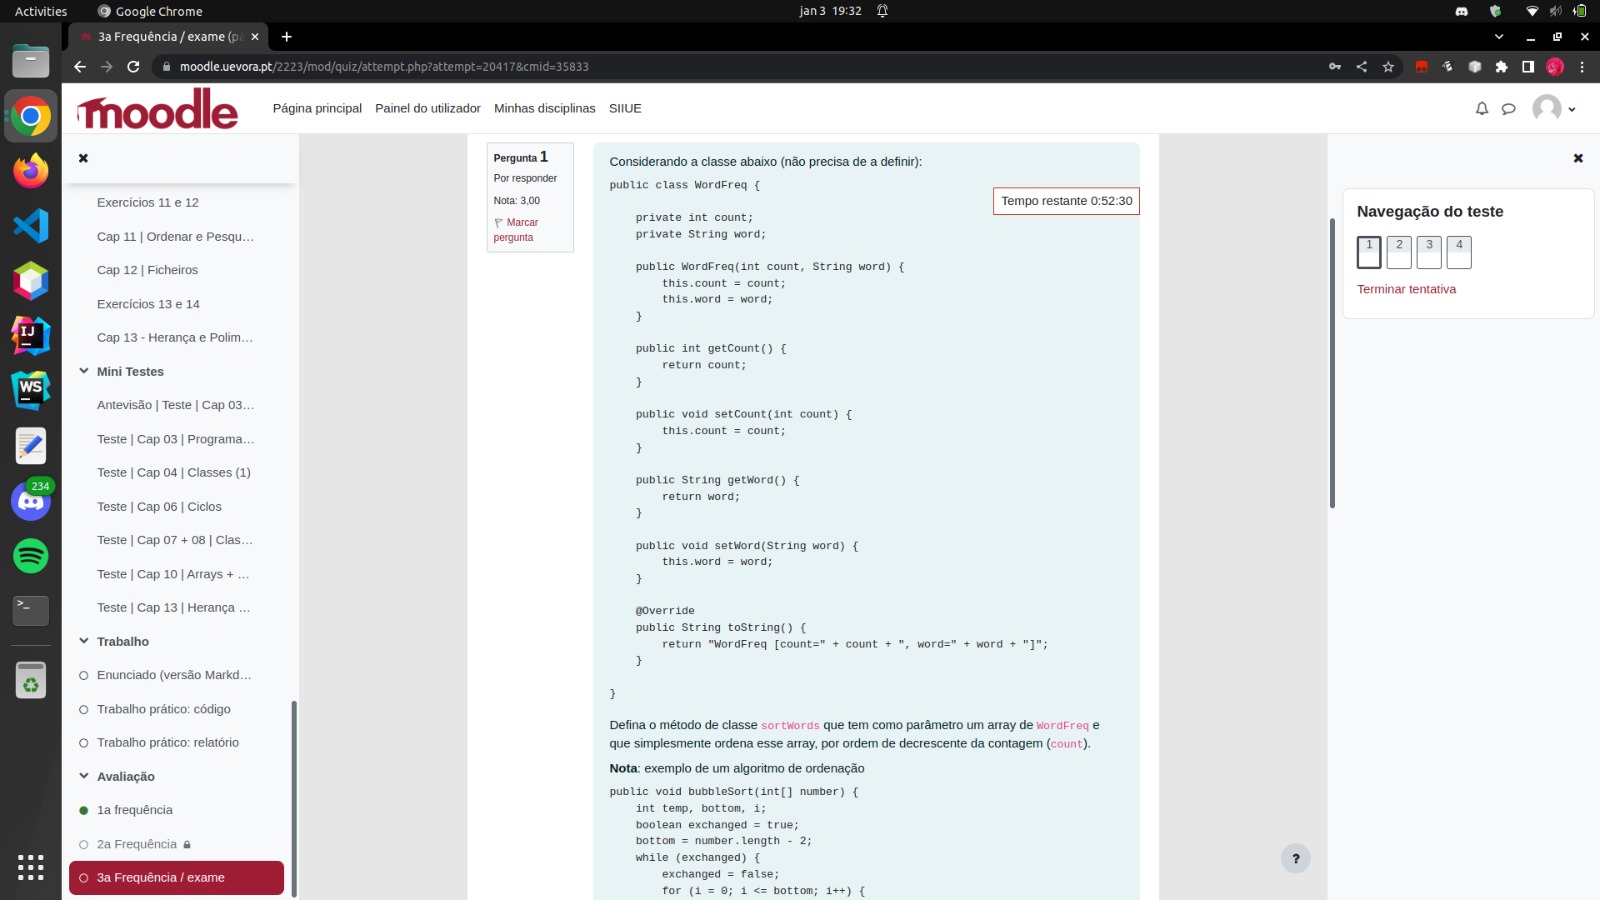 Activities
Google Chrome
jan 3 19:32
3a Frequência / exame (pá
moodle.uevora.pt/2223/mod/quiz/attempt.php?attempt=20417&cmid=35833
moodle
Página principal
Painel do utilizador
Minhas disciplinas
SIIUE
Exercícios 11 e 12
Cap 11 | Ordenar e Pesqu…
Cap 12 | Ficheiros
Exercícios 13 e 14
Cap 13 - Herança e Polim…
Mini Testes
Antevisão | Teste | Cap 03…
Teste | Cap 03 | Programa…
Teste | Cap 04 | Classes (1)
Teste | Cap 06 | Ciclos
Teste | Cap 07 + 08 | Clas…
Teste | Cap 10 | Arrays + …
Teste | Cap 13 | Herança …
Trabalho
Enunciado (versão Markd…
Trabalho prático: código
Trabalho prático: relatório
Avaliação
1a frequência
2a Frequência
3a Frequência / exame
IJ
WS
234
>_
Pergunta 1
Por responder
Nota: 3,00
Marcar
pergunta
Considerando a classe abaixo (não precisa de a definir):
public class WordFreq {
Tempo restante 0:52:30
private int count;
private String word;
public WordFreq(int count, String word) {
this.count = count;
this.word = word;
}
public int getCount() {
return count;
}
public void setCount(int count) {
this.count = count;
}
public String getWord() {
return word;
}
public void setWord(String word) {
this.word = word;
}
@Override
public String toString() {
return "WordFreq [count=" + count + ", word=" + word + "]";
}
}
Defina o método de classe sortWords que tem como parâmetro um array de WordFreq e
que simplesmente ordena esse array, por ordem de decrescente da contagem (count).
Nota: exemplo de um algoritmo de ordenação
public void bubbleSort(int[] number) {
int temp, bottom, i;
boolean exchanged = true;
bottom = number.length - 2;
while (exchanged) {
exchanged = false;
for (i = 0; i <= bottom; i++) {
Navegação do teste
1 2 3 4
Terminar tentativa
?